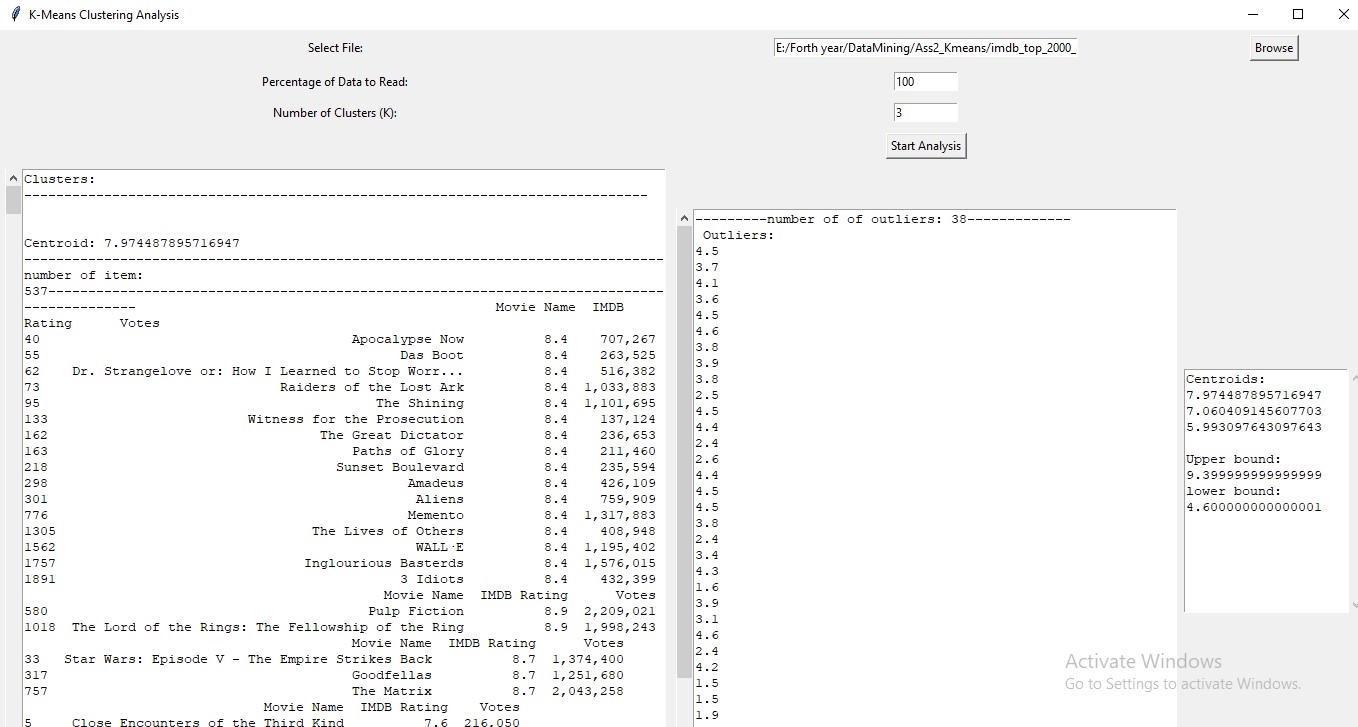 K-Means Clustering Analysis
Select File:
E:/Forth year/DataMining/Ass2_Kmeans/imdb_top_2000_
Browse
Percentage of Data to Read:
100
Number of Clusters (K):
3
Start Analysis
Clusters:
------------------------------------------------------------------------------
Centroid: 7.974487895716947
--------------------------------------------------------------------------------
number of item:
537-----------------------------------------------------------------------------
-------------- Movie Name IMDB
Rating Votes
40 Apocalypse Now 8.4 707,267
55 Das Boot 8.4 263,525
62 Dr. Strangelove or: How I Learned to Stop Worr... 8.4 516,382
73 Raiders of the Lost Ark 8.4 1,033,883
95 The Shining 8.4 1,101,695
133 Witness for the Prosecution 8.4 137,124
162 The Great Dictator 8.4 236,653
163 Paths of Glory 8.4 211,460
218 Sunset Boulevard 8.4 235,594
298 Amadeus 8.4 426,109
301 Aliens 8.4 759,909
776 Memento 8.4 1,317,883
1305 The Lives of Others 8.4 408,948
1562 WALL·E 8.4 1,195,402
1757 Inglourious Basterds 8.4 1,576,015
1891 3 Idiots 8.4 432,399
Movie Name IMDB Rating Votes
580 Pulp Fiction 8.9 2,209,021
1018 The Lord of the Rings: The Fellowship of the Ring 8.9 1,998,243
Movie Name IMDB Rating Votes
33 Star Wars: Episode V - The Empire Strikes Back 8.7 1,374,400
317 Goodfellas 8.7 1,251,680
757 The Matrix 8.7 2,043,258
Movie Name IMDB Rating Votes
5 Close Encounters of the Third Kind 7.6 216,050
---------number of of outliers: 38-------------
Outliers:
4.5
3.7
4.1
3.6
4.5
4.6
3.8
3.9
3.8
2.5
4.5
4.4
2.4
2.6
4.4
4.5
4.5
3.8
2.4
3.4
4.3
1.6
3.9
3.1
4.6
2.4
4.2
1.5
1.5
1.9
Centroids:
7.974487895716947
7.060409145607703
5.993097643097643
Upper bound:
9.399999999999999
lower bound:
4.600000000000001
Activate Windows
Go to Settings to activate Windows.